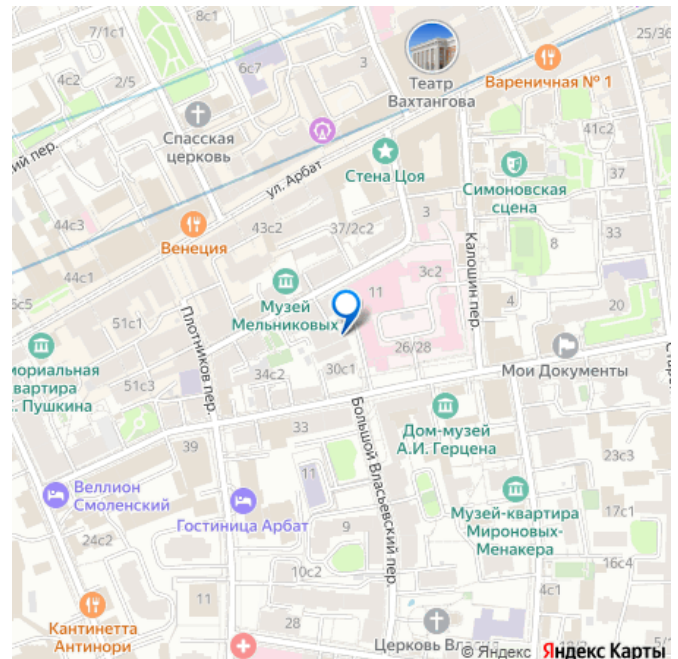 8с1
7/1с1
25/36
3
4с2
2/5
6с7
Театр
Вахтангова
Вареничная № 1
Спасская
церковь
41с2
ий пер.
ул. Арбат
Стена Цоя
Симоновская
сцена
33
44с3
Венеция
43с2
37/2с2
3
Калошин пер.
8
44с1
3с2
5с5
Музей
Мельниковых
11
4
20
51с1
Плотников пер.
26/28
мориальная
вартира
. Пушкина
51с3
34с2
30с1
Мои Документы
39
33
Большой Власьевский пер.
Дом-музей
А.И. Герцена
23с3
Веллион
Смоленский
11
Гостиница Арбат
Музей-квартира
Мироновых-
Менакера
17с1
24с2
9
10с2
16с4
11
4с1
Кантинетта
Антинори
28
Церковь Вла
© Яндекс
Яндекс Карты